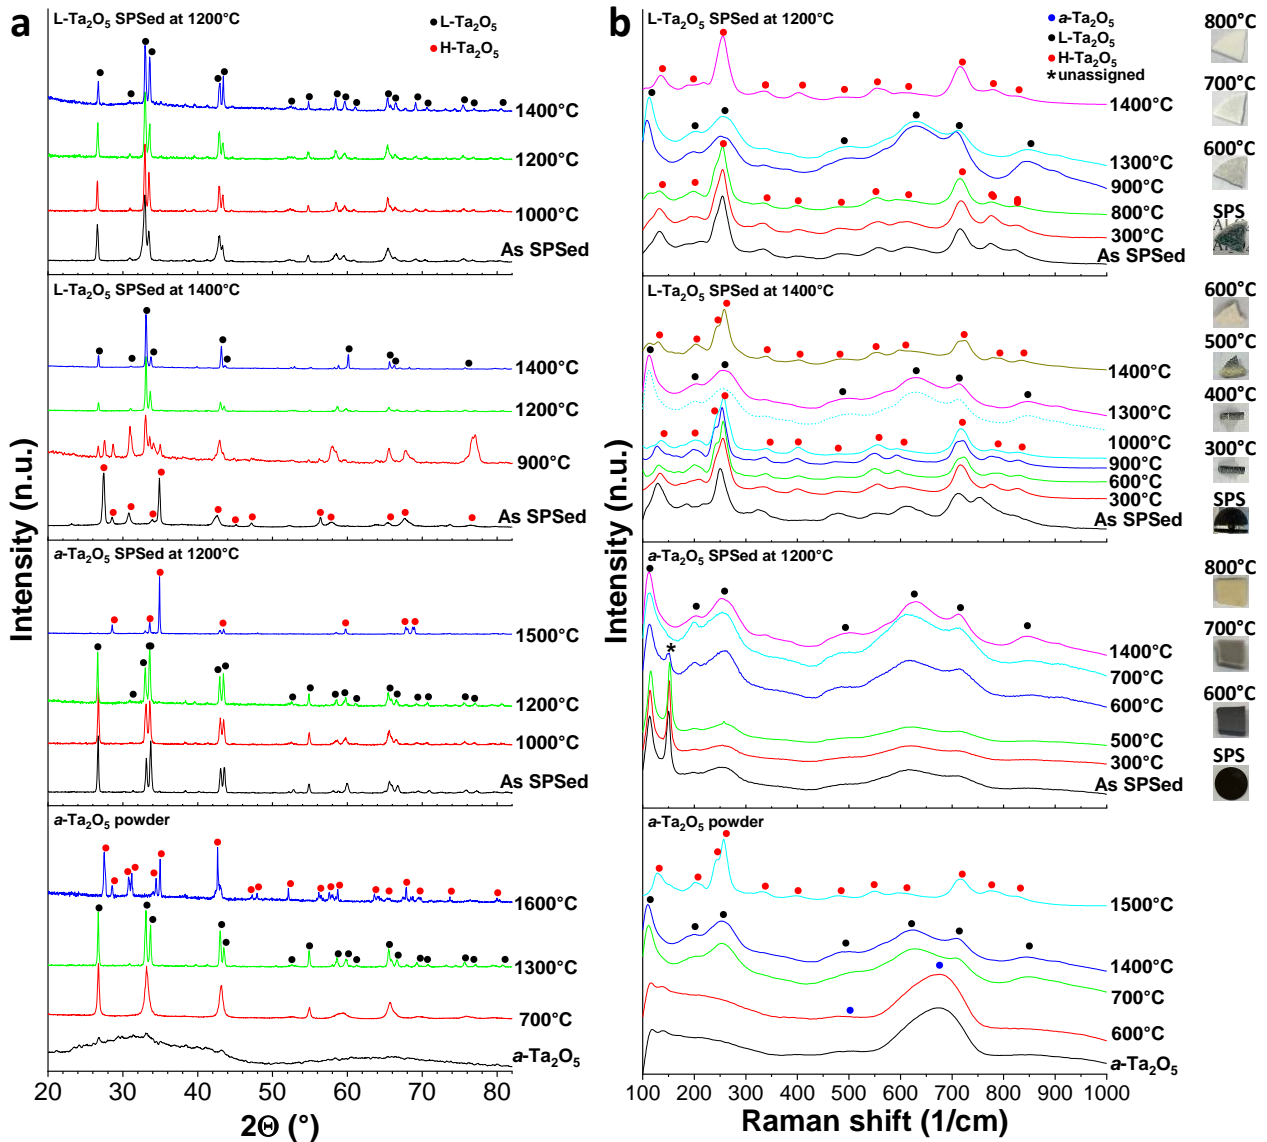 a
L-Ta₂O₅ SPSed at 1200°C
L-Ta₂O₅
H-Ta₂O₅
1400°C
1200°C
1000°C
As SPSed
L-Ta₂O₅ SPSed at 1400°C
1400°C
1200°C
900°C
As SPSed
a-Ta₂O₅ SPSed at 1200°C
1500°C
1200°C
1000°C
As SPSed
a-Ta₂O₅ powder
1600°C
1300°C
700°C
a-Ta₂O₅
20 30 40 50 60 70 80
2Θ (°)
Intensity (n.u.)
b
L-Ta₂O₅ SPSed at 1200°C
a-Ta₂O₅
L-Ta₂O₅
H-Ta₂O₅
*unassigned
1400°C
1300°C
900°C
800°C
300°C
As SPSed
L-Ta₂O₅ SPSed at 1400°C
1400°C
1300°C
1000°C
900°C
600°C
300°C
As SPSed
a-Ta₂O₅ SPSed at 1200°C
*
1400°C
700°C
600°C
500°C
300°C
As SPSed
a-Ta₂O₅ powder
1500°C
1400°C
700°C
600°C
a-Ta₂O₅
100 200 300 400 500 600 700 800 900 1000
Raman shift (1/cm)
Intensity (n.u.)
800°C
700°C
600°C
SPS
600°C
500°C
400°C
300°C
SPS
800°C
700°C
600°C
SPS